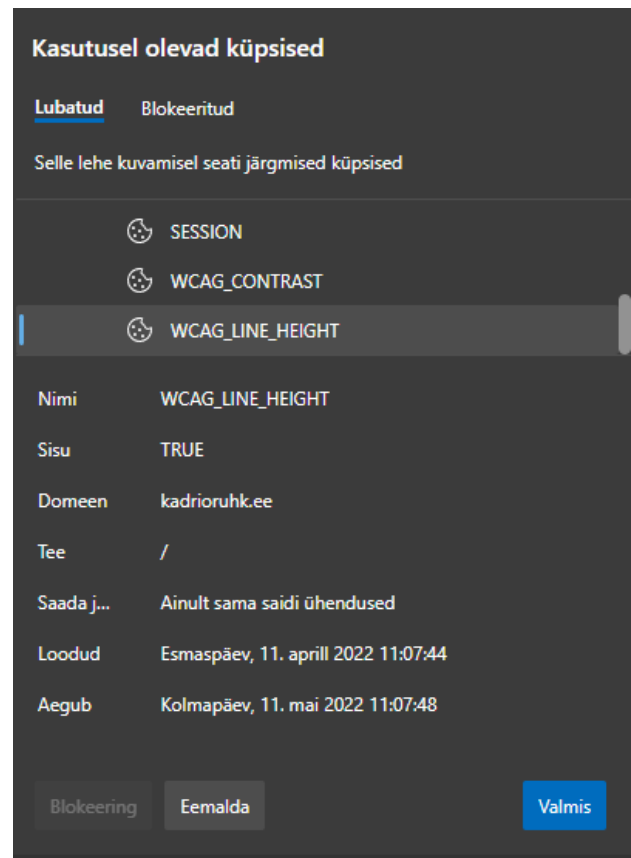 Kasutusel olevad küpsised
Lubatud Blokeeritud
Selle lehe kuvamisel seati järgmised küpsised
SESSION
WCAG_CONTRAST
WCAG_LINE_HEIGHT
Nimi WCAG_LINE_HEIGHT
Sisu TRUE
Domeen kadrioruhk.ee
Tee /
Saada j... Ainult sama saidi ühendused
Loodud Esmaspäev, 11. aprill 2022 11:07:44
Aegub Kolmapäev, 11. mai 2022 11:07:48
Blokeering Eemalda Valmis